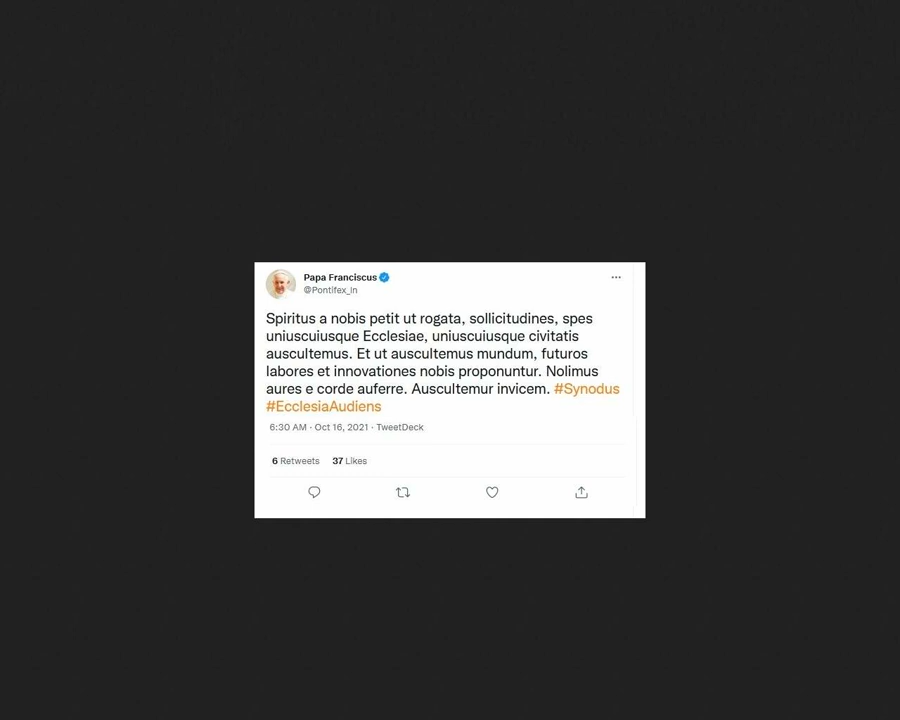 Papa Franciscus
@Pontifex_ln
Spiritus a nobis petit ut rogata, sollicitudines, spes
uniuscuiusque Ecclesiae, uniuscuiusque civitatis
auscultemus. Et ut auscultemus mundum, futuros
labores et innovationes nobis proponuntur. Nolimus
aures e corde auferre. Auscultemur invicem. #Synodus
#EcclesiaAudiens
6:30 AM · Oct 16, 2021 · TweetDeck
6 Retweets 37 Likes